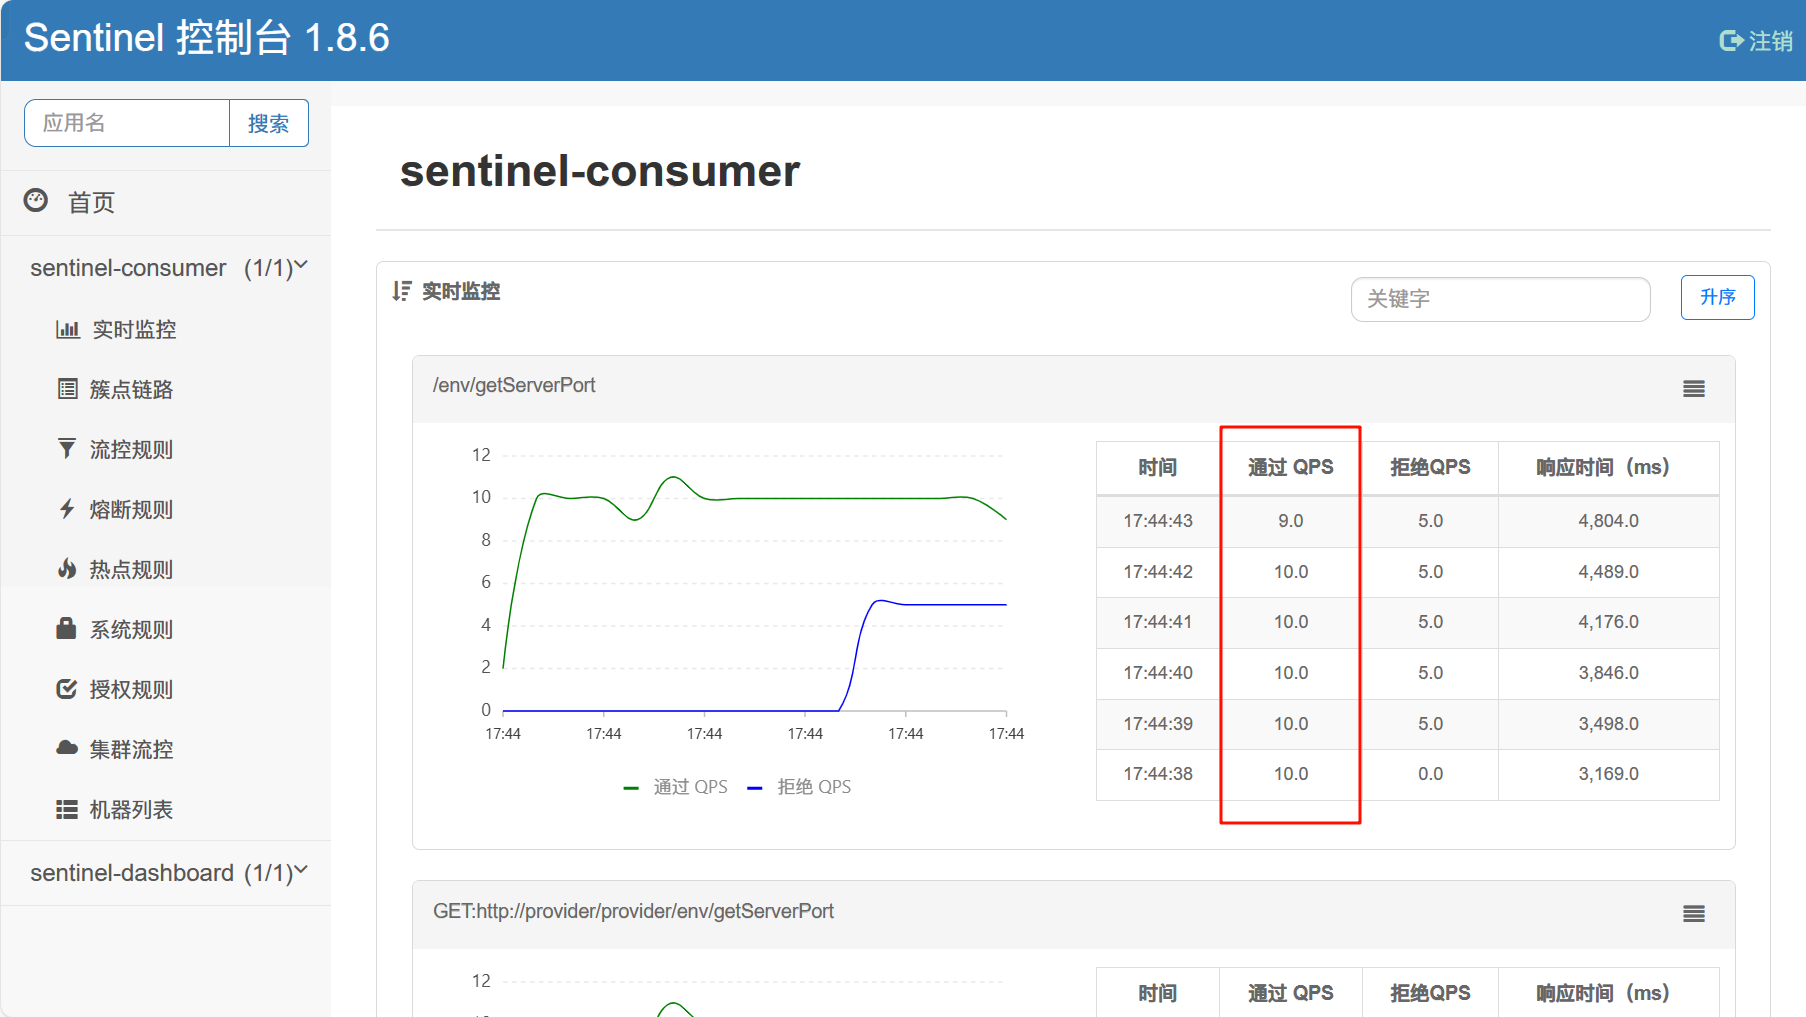 Sentinel 控制台 1.8.6
注销
应用名 搜索
首页
sentinel-consumer (1/1)
实时监控
簇点链路
流控规则
熔断规则
热点规则
系统规则
授权规则
集群流控
机器列表
sentinel-dashboard (1/1)
sentinel-consumer
实时监控 关键字 升序
/env/getServerPort
12
10
8
6
4
2
0
17:44 17:44 17:44 17:44 17:44 17:44
通过 QPS 拒绝 QPS
时间 通过 QPS 拒绝QPS 响应时间（ms）
17:44:43 9.0 5.0 4,804.0
17:44:42 10.0 5.0 4,489.0
17:44:41 10.0 5.0 4,176.0
17:44:40 10.0 5.0 3,846.0
17:44:39 10.0 5.0 3,498.0
17:44:38 10.0 0.0 3,169.0
GET:http://provider/provider/env/getServerPort
12
时间 通过 QPS 拒绝QPS 响应时间（ms）